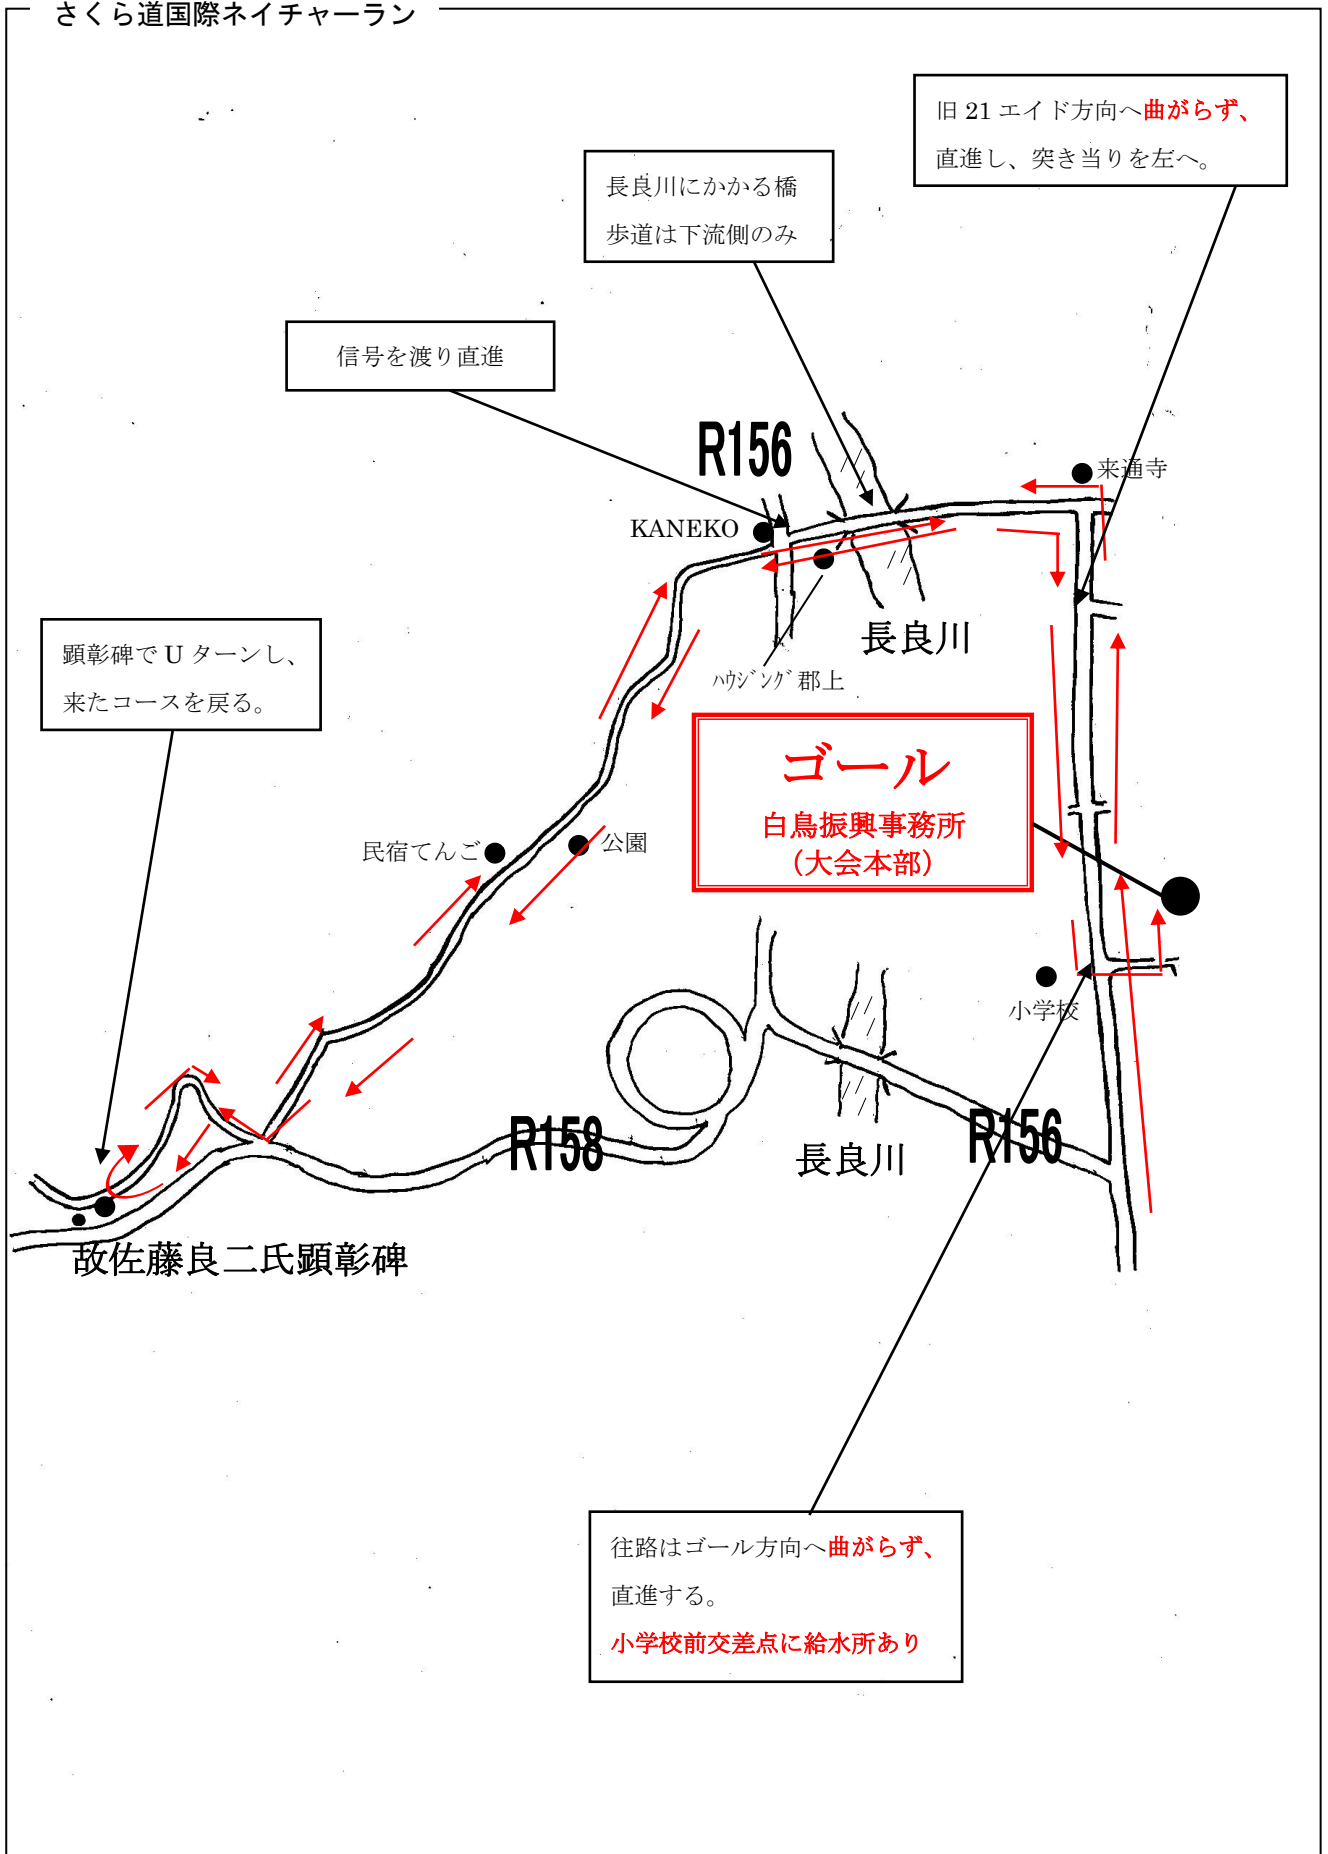 さくら道国際ネイチャーラン
旧 21 エイド方向へ曲がらず、
直進し、突き当りを左へ。
長良川にかかる橋
歩道は下流側のみ
信号を渡り直進
R156
来通寺
KANEKO
長良川
ﾊｳｼﾞﾝｸﾞ郡上
顕彰碑で U ターンし、
来たコースを戻る。
ゴール
白鳥振興事務所
（大会本部）
民宿てんご
公園
小学校
R158
長良川
R156
故佐藤良二氏顕彰碑
往路はゴール方向へ曲がらず、
直進する。
小学校前交差点に給水所あり